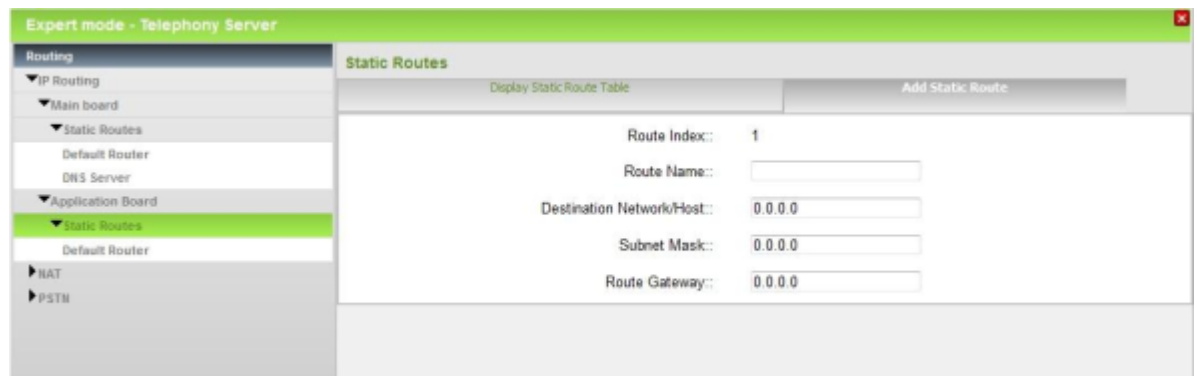 Expert mode - Telephony Server
Routing
IP Routing
Main board
Static Routes
Default Router
DNS Server
Application Board
Static Routes
Default Router
NAT
PSTN
Static Routes
Display Static Route Table
Add Static Route
Route Index:: 1
Route Name::
Destination Network/Host:: 0.0.0.0
Subnet Mask:: 0.0.0.0
Route Gateway:: 0.0.0.0